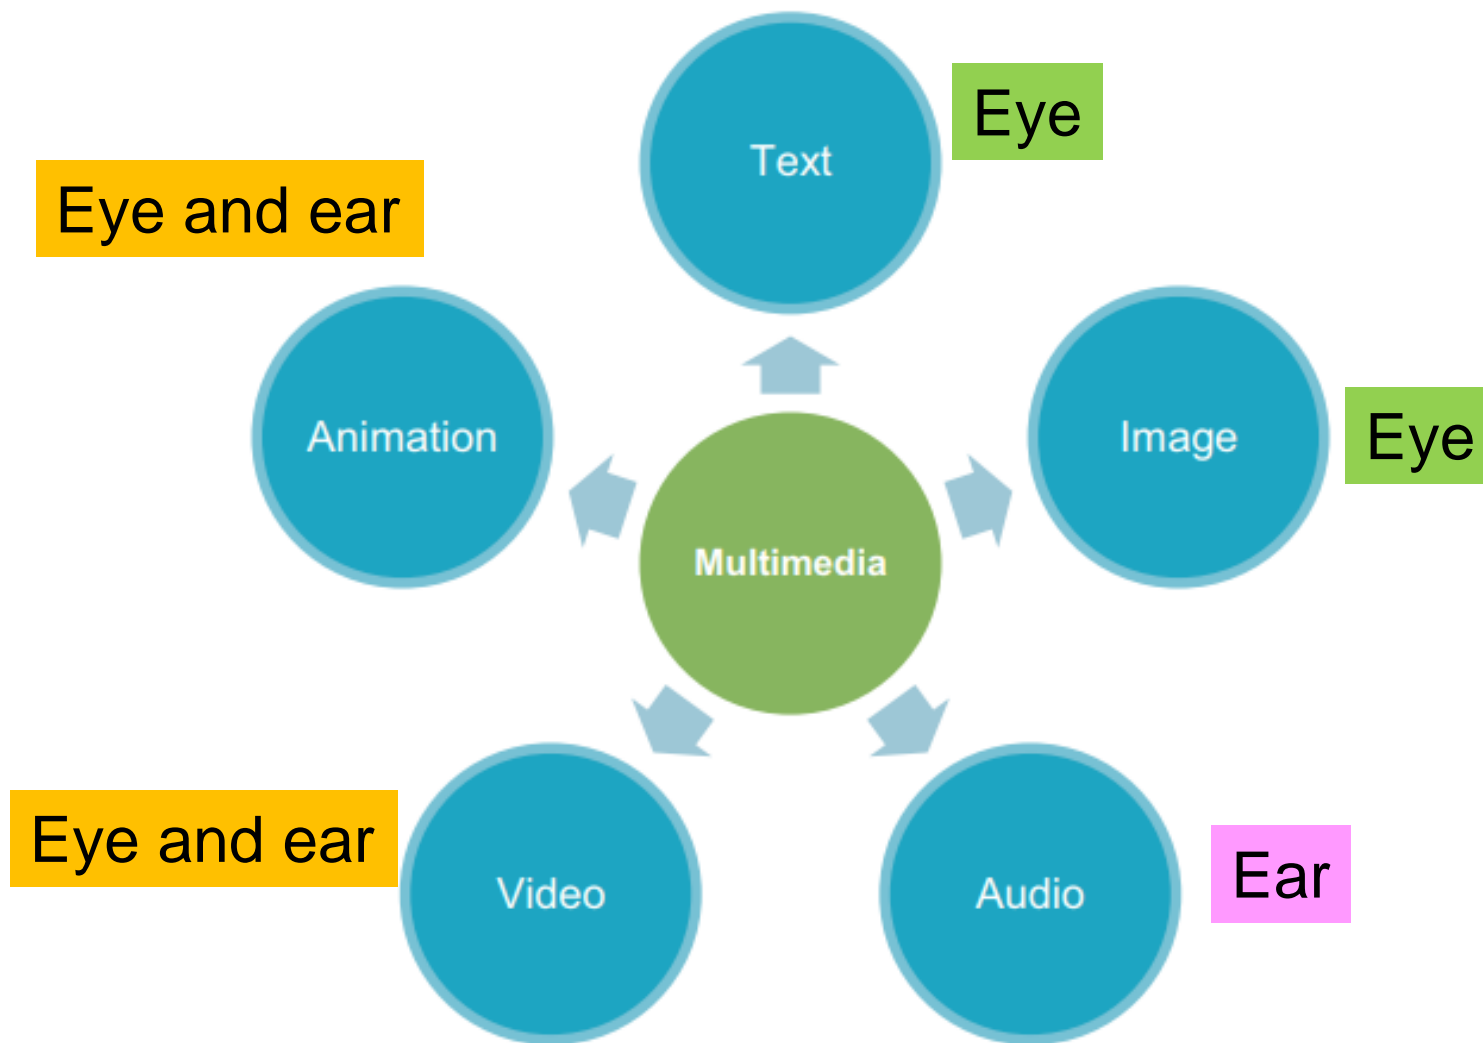 Text
Eye
Eye and ear
Animation
Image
Eye
Multimedia
Eye and ear
Video
Audio
Ear